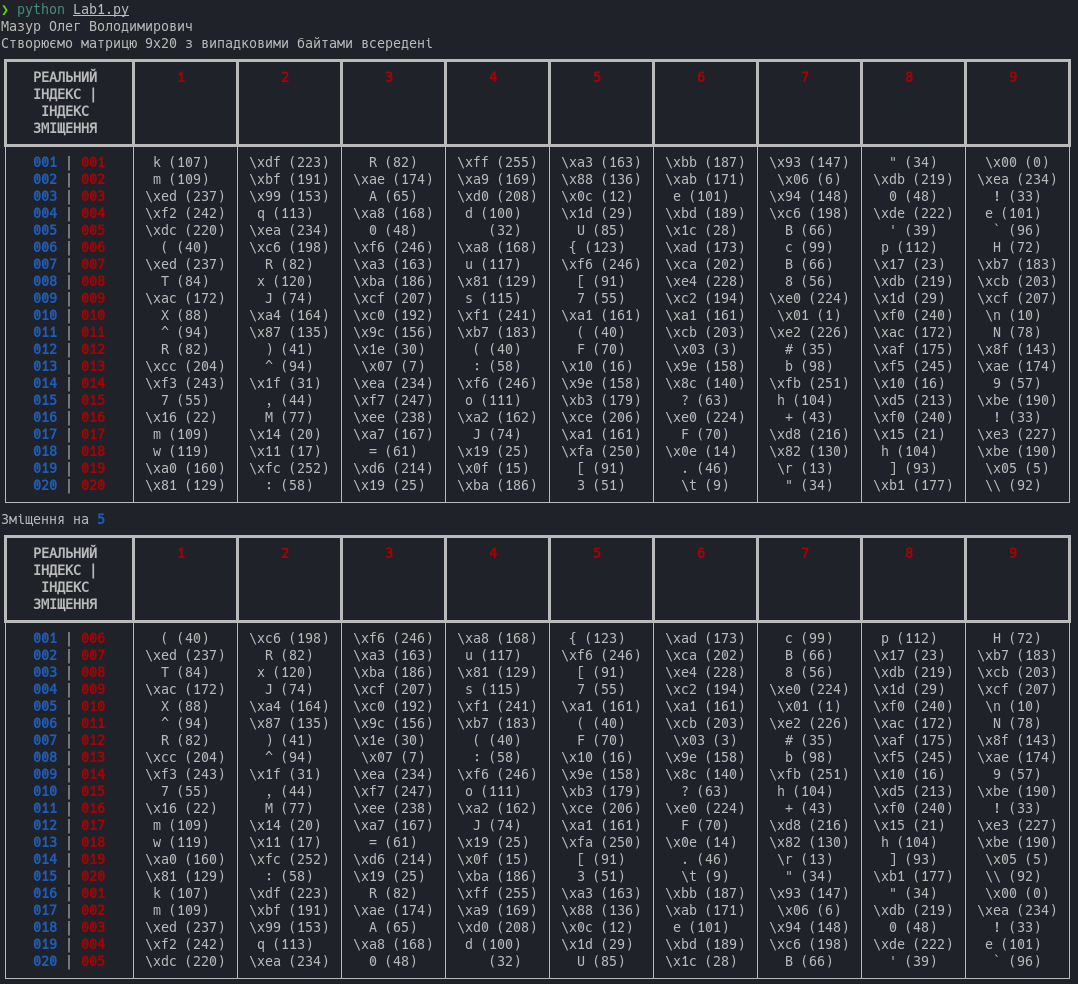 ❯ python Lab1.py
Мазур Олег Володимирович
Створюємо матрицю 9x20 з випадковими байтами всередені
РЕАЛЬНИЙ 1 2 3 4 5 6 7 8 9
ІНДЕКС |
ІНДЕКС
ЗМІЩЕННЯ
001 | 001 k (107) \xdf (223) R (82) \xff (255) \xa3 (163) \xbb (187) \x93 (147) " (34) \x00 (0)
002 | 002 m (109) \xbf (191) \xae (174) \xa9 (169) \x88 (136) \xab (171) \x06 (6) \xdb (219) \xea (234)
003 | 003 \xed (237) \x99 (153) A (65) \xd0 (208) \x0c (12) e (101) \x94 (148) 0 (48) ! (33)
004 | 004 \xf2 (242) q (113) \xa8 (168) d (100) \x1d (29) \xbd (189) \xc6 (198) \xde (222) e (101)
005 | 005 \xdc (220) \xea (234) 0 (48) (32) U (85) \x1c (28) B (66) ' (39) ` (96)
006 | 006 ( (40) \xc6 (198) \xf6 (246) \xa8 (168) { (123) \xad (173) c (99) p (112) H (72)
007 | 007 \xed (237) R (82) \xa3 (163) u (117) \xf6 (246) \xca (202) B (66) \x17 (23) \xb7 (183)
008 | 008 T (84) x (120) \xba (186) \x81 (129) [ (91) \xe4 (228) 8 (56) \xdb (219) \xcb (203)
009 | 009 \xac (172) J (74) \xcf (207) s (115) 7 (55) \xc2 (194) \xe0 (224) \x1d (29) \xcf (207)
010 | 010 X (88) \xa4 (164) \xc0 (192) \xf1 (241) \xa1 (161) \xa1 (161) \x01 (1) \xf0 (240) \n (10)
011 | 011 ^ (94) \x87 (135) \x9c (156) \xb7 (183) ( (40) \xcb (203) \xe2 (226) \xac (172) N (78)
012 | 012 R (82) ) (41) \x1e (30) ( (40) F (70) \x03 (3) # (35) \xaf (175) \x8f (143)
013 | 013 \xcc (204) ^ (94) \x07 (7) : (58) \x10 (16) \x9e (158) b (98) \xf5 (245) \xae (174)
014 | 014 \xf3 (243) \x1f (31) \xea (234) \xf6 (246) \x9e (158) \x8c (140) \xfb (251) \x10 (16) 9 (57)
015 | 015 7 (55) , (44) \xf7 (247) o (111) \xb3 (179) ? (63) h (104) \xd5 (213) \xbe (190)
016 | 016 \x16 (22) M (77) \xee (238) \xa2 (162) \xce (206) \xe0 (224) + (43) \xf0 (240) ! (33)
017 | 017 m (109) \x14 (20) \xa7 (167) J (74) \xa1 (161) F (70) \xd8 (216) \x15 (21) \xe3 (227)
018 | 018 w (119) \x11 (17) = (61) \x19 (25) \xfa (250) \x0e (14) \x82 (130) h (104) \xbe (190)
019 | 019 \xa0 (160) \xfc (252) \xd6 (214) \x0f (15) [ (91) . (46) \r (13) ] (93) \x05 (5)
020 | 020 \x81 (129) : (58) \x19 (25) \xba (186) 3 (51) \t (9) " (34) \xb1 (177) \\ (92)
Зміщення на 5
РЕАЛЬНИЙ 1 2 3 4 5 6 7 8 9
ІНДЕКС |
ІНДЕКС
ЗМІЩЕННЯ
001 | 006 ( (40) \xc6 (198) \xf6 (246) \xa8 (168) { (123) \xad (173) c (99) p (112) H (72)
002 | 007 \xed (237) R (82) \xa3 (163) u (117) \xf6 (246) \xca (202) B (66) \x17 (23) \xb7 (183)
003 | 008 T (84) x (120) \xba (186) \x81 (129) [ (91) \xe4 (228) 8 (56) \xdb (219) \xcb (203)
004 | 009 \xac (172) J (74) \xcf (207) s (115) 7 (55) \xc2 (194) \xe0 (224) \x1d (29) \xcf (207)
005 | 010 X (88) \xa4 (164) \xc0 (192) \xf1 (241) \xa1 (161) \xa1 (161) \x01 (1) \xf0 (240) \n (10)
006 | 011 ^ (94) \x87 (135) \x9c (156) \xb7 (183) ( (40) \xcb (203) \xe2 (226) \xac (172) N (78)
007 | 012 R (82) ) (41) \x1e (30) ( (40) F (70) \x03 (3) # (35) \xaf (175) \x8f (143)
008 | 013 \xcc (204) ^ (94) \x07 (7) : (58) \x10 (16) \x9e (158) b (98) \xf5 (245) \xae (174)
009 | 014 \xf3 (243) \x1f (31) \xea (234) \xf6 (246) \x9e (158) \x8c (140) \xfb (251) \x10 (16) 9 (57)
010 | 015 7 (55) , (44) \xf7 (247) o (111) \xb3 (179) ? (63) h (104) \xd5 (213) \xbe (190)
011 | 016 \x16 (22) M (77) \xee (238) \xa2 (162) \xce (206) \xe0 (224) + (43) \xf0 (240) ! (33)
012 | 017 m (109) \x14 (20) \xa7 (167) J (74) \xa1 (161) F (70) \xd8 (216) \x15 (21) \xe3 (227)
013 | 018 w (119) \x11 (17) = (61) \x19 (25) \xfa (250) \x0e (14) \x82 (130) h (104) \xbe (190)
014 | 019 \xa0 (160) \xfc (252) \xd6 (214) \x0f (15) [ (91) . (46) \r (13) ] (93) \x05 (5)
015 | 020 \x81 (129) : (58) \x19 (25) \xba (186) 3 (51) \t (9) " (34) \xb1 (177) \\ (92)
016 | 001 k (107) \xdf (223) R (82) \xff (255) \xa3 (163) \xbb (187) \x93 (147) " (34) \x00 (0)
017 | 002 m (109) \xbf (191) \xae (174) \xa9 (169) \x88 (136) \xab (171) \x06 (6) \xdb (219) \xea (234)
018 | 003 \xed (237) \x99 (153) A (65) \xd0 (208) \x0c (12) e (101) \x94 (148) 0 (48) ! (33)
019 | 004 \xf2 (242) q (113) \xa8 (168) d (100) \x1d (29) \xbd (189) \xc6 (198) \xde (222) e (101)
020 | 005 \xdc (220) \xea (234) 0 (48) (32) U (85) \x1c (28) B (66) ' (39) ` (96)